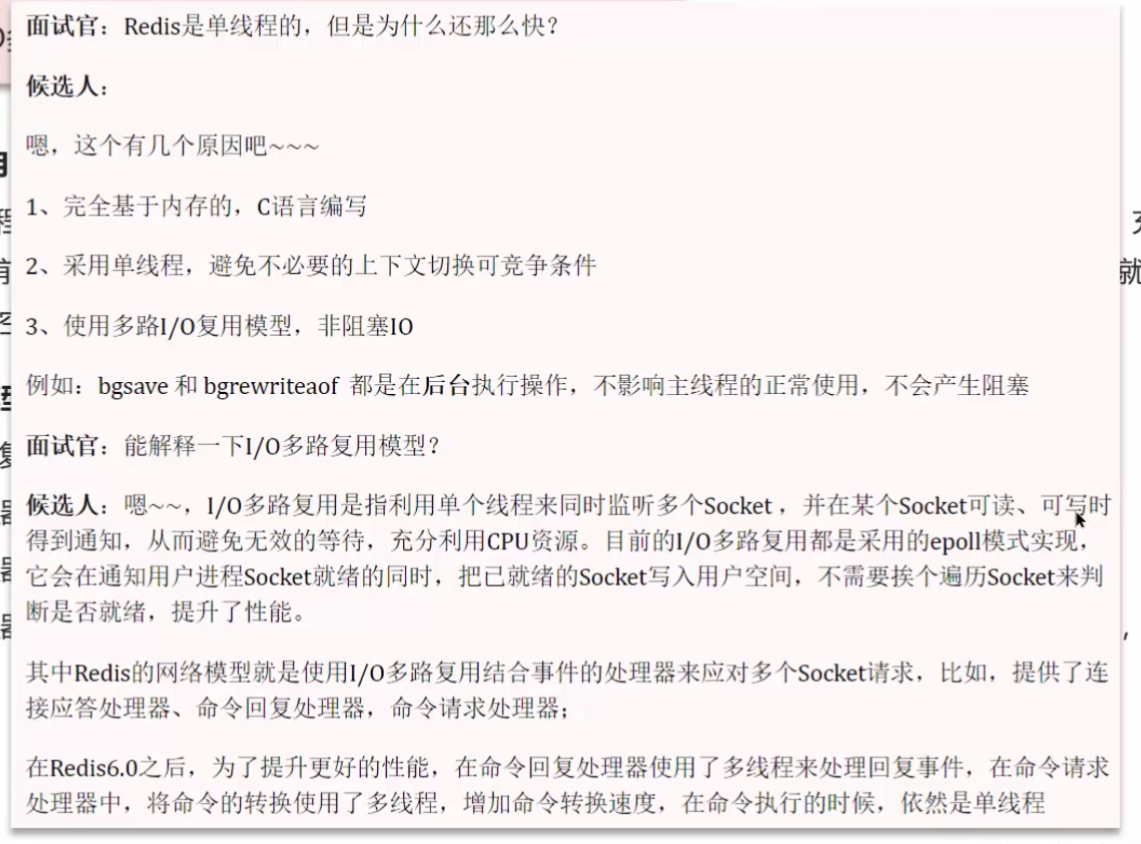 面试官：Redis是单线程的，但是为什么还那么快？
候选人：
嗯，这个有几个原因吧~~~
1、完全基于内存的，C语言编写
2、采用单线程，避免不必要的上下文切换可竞争条件
3、使用多路I/O复用模型，非阻塞IO
例如：bgsave 和 bgrewriteaof 都是在后台执行操作，不影响主线程的正常使用，不会产生阻塞
面试官：能解释一下I/O多路复用模型？
候选人：嗯~~，I/O多路复用是指利用单个线程来同时监听多个Socket ，并在某个Socket可读、可写时
得到通知，从而避免无效的等待，充分利用CPU资源。目前的I/O多路复用都是采用的epoll模式实现，
它会在通知用户进程Socket就绪的同时，把已就绪的Socket写入用户空间，不需要挨个遍历Socket来判
断是否就绪，提升了性能。
其中Redis的网络模型就是使用I/O多路复用结合事件的处理器来应对多个Socket请求，比如，提供了连
接应答处理器、命令回复处理器，命令请求处理器；
在Redis6.0之后，为了提升更好的性能，在命令回复处理器使用了多线程来处理回复事件，在命令请求
处理器中，将命令的转换使用了多线程，增加命令转换速度，在命令执行的时候，依然是单线程